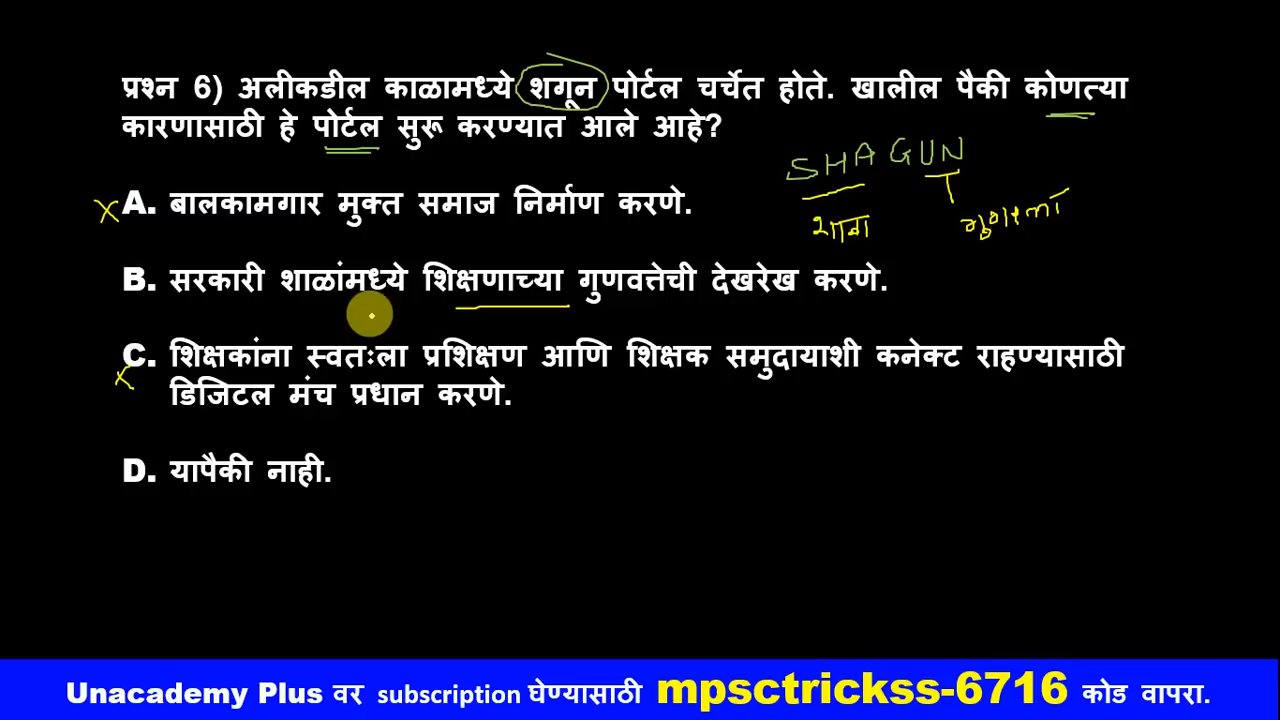 प्रश्न 6) अलीकडील काळामध्ये शगून पोर्टल चर्चेत होते. खालील पैकी कोणत्या
कारणासाठी हे पोर्टल सुरू करण्यात आले आहे?
SHAGUN
X A. बालकामगार मुक्त समाज निर्माण करणे.
शाळा
B. सरकारी शाळांमध्ये शिक्षणाच्या गुणवत्तेची देखरेख करणे.
X C. शिक्षकांना स्वतःला प्रशिक्षण आणि शिक्षक समुदायाशी कनेक्ट राहण्यासाठी
डिजिटल मंच प्रधान करणे.
D. यापैकी नाही.
Unacademy Plus वर subscription घेण्यासाठी mpsctrickss-6716 कोड वापरा.